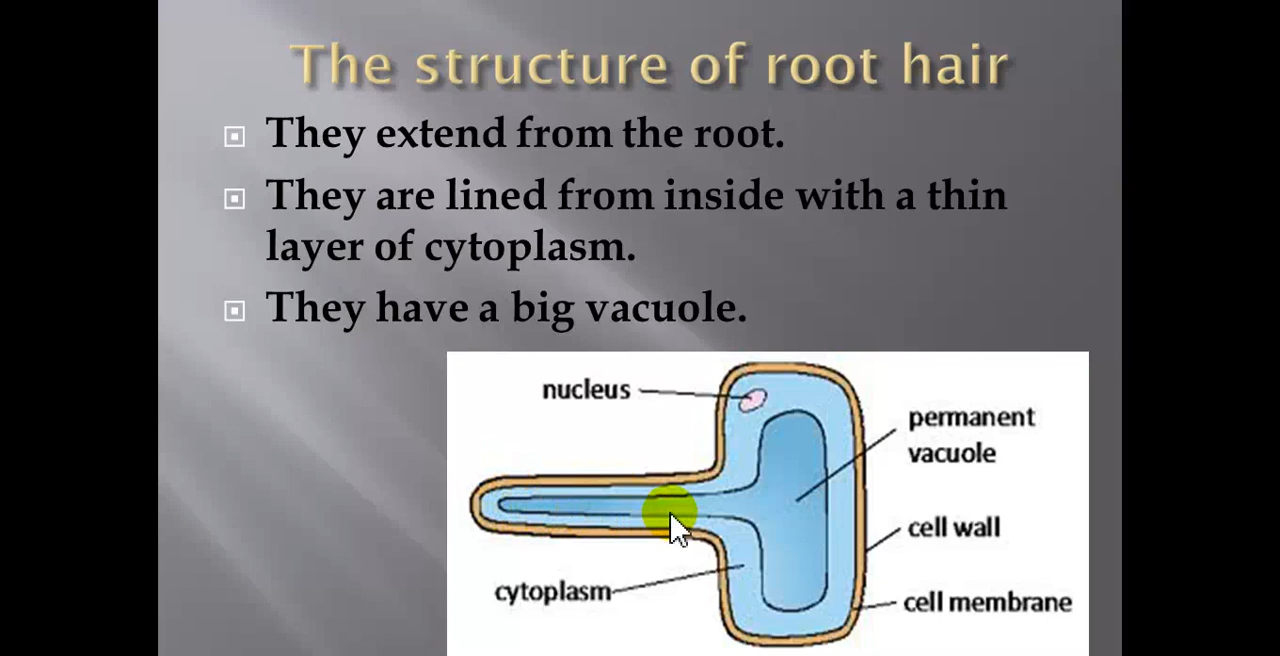 The structure of root hair
They extend from the root.
They are lined from inside with a thin
layer of cytoplasm.
They have a big vacuole.
nucleus
permanent
vacuole
cell wall
cytoplasm
cell membrane